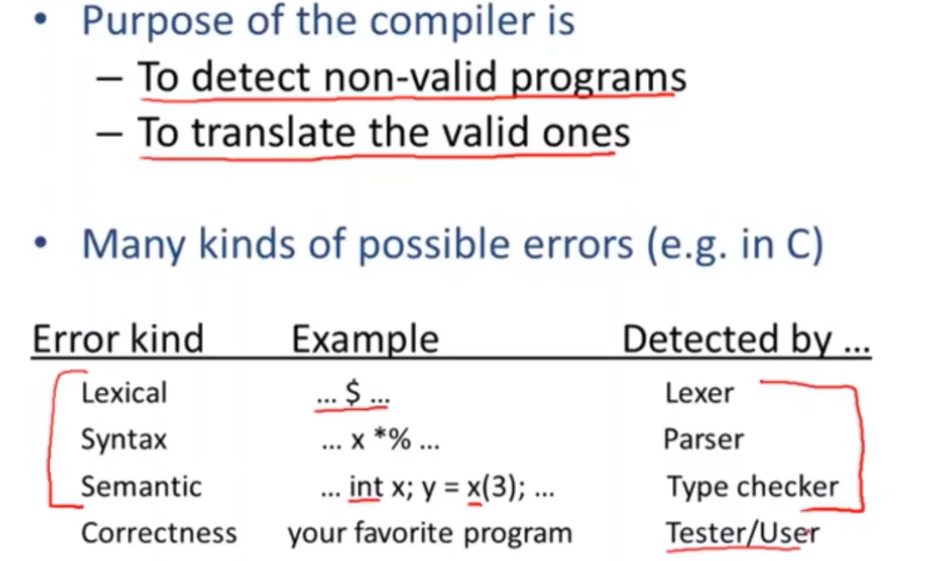 • Purpose of the compiler is
– To detect non-valid programs
– To translate the valid ones
• Many kinds of possible errors (e.g. in C)
Error kind Example Detected by ...
Lexical ... $ ... Lexer
Syntax ... x *% ... Parser
Semantic ... int x; y = x(3); ... Type checker
Correctness your favorite program Tester/User